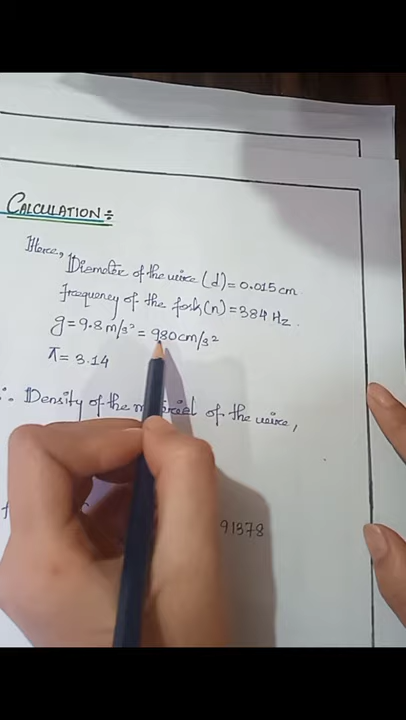 CALCULATION:
Here,
Diameter of the wire (d) = 0.015 cm
Frequency of the fork (n) = 384 Hz.
g = 9.8 m/s² = 980 cm/s²
π = 3.14
∴ Density of the material of the wire,
91378